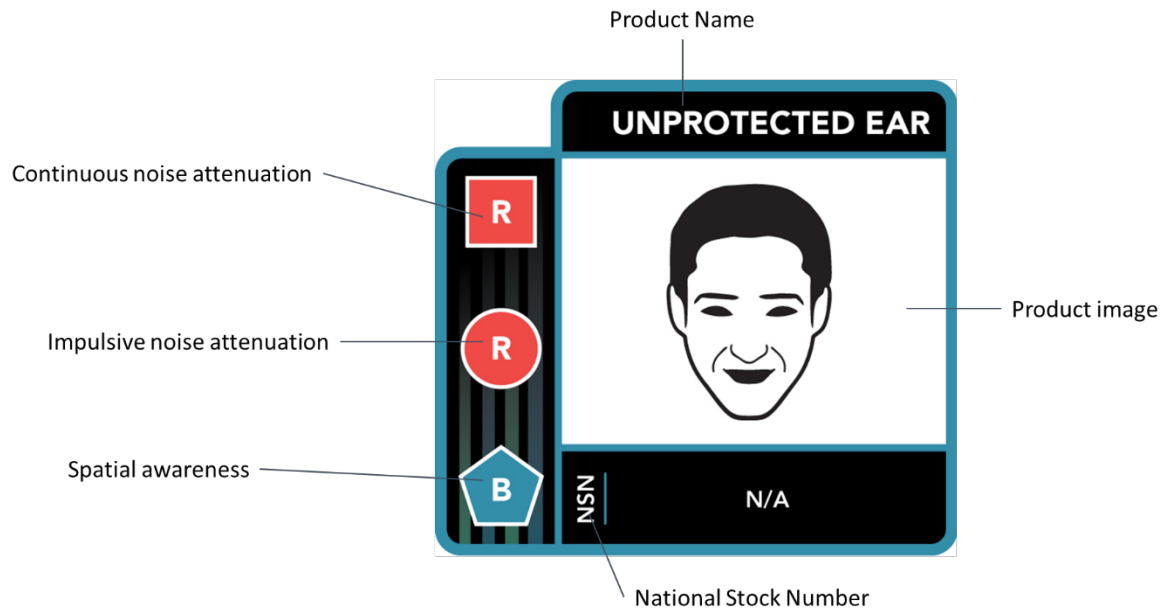 Product Name
UNPROTECTED EAR
Continuous noise attenuation
R
Product image
Impulsive noise attenuation
R
Spatial awareness
B
NSN
N/A
National Stock Number